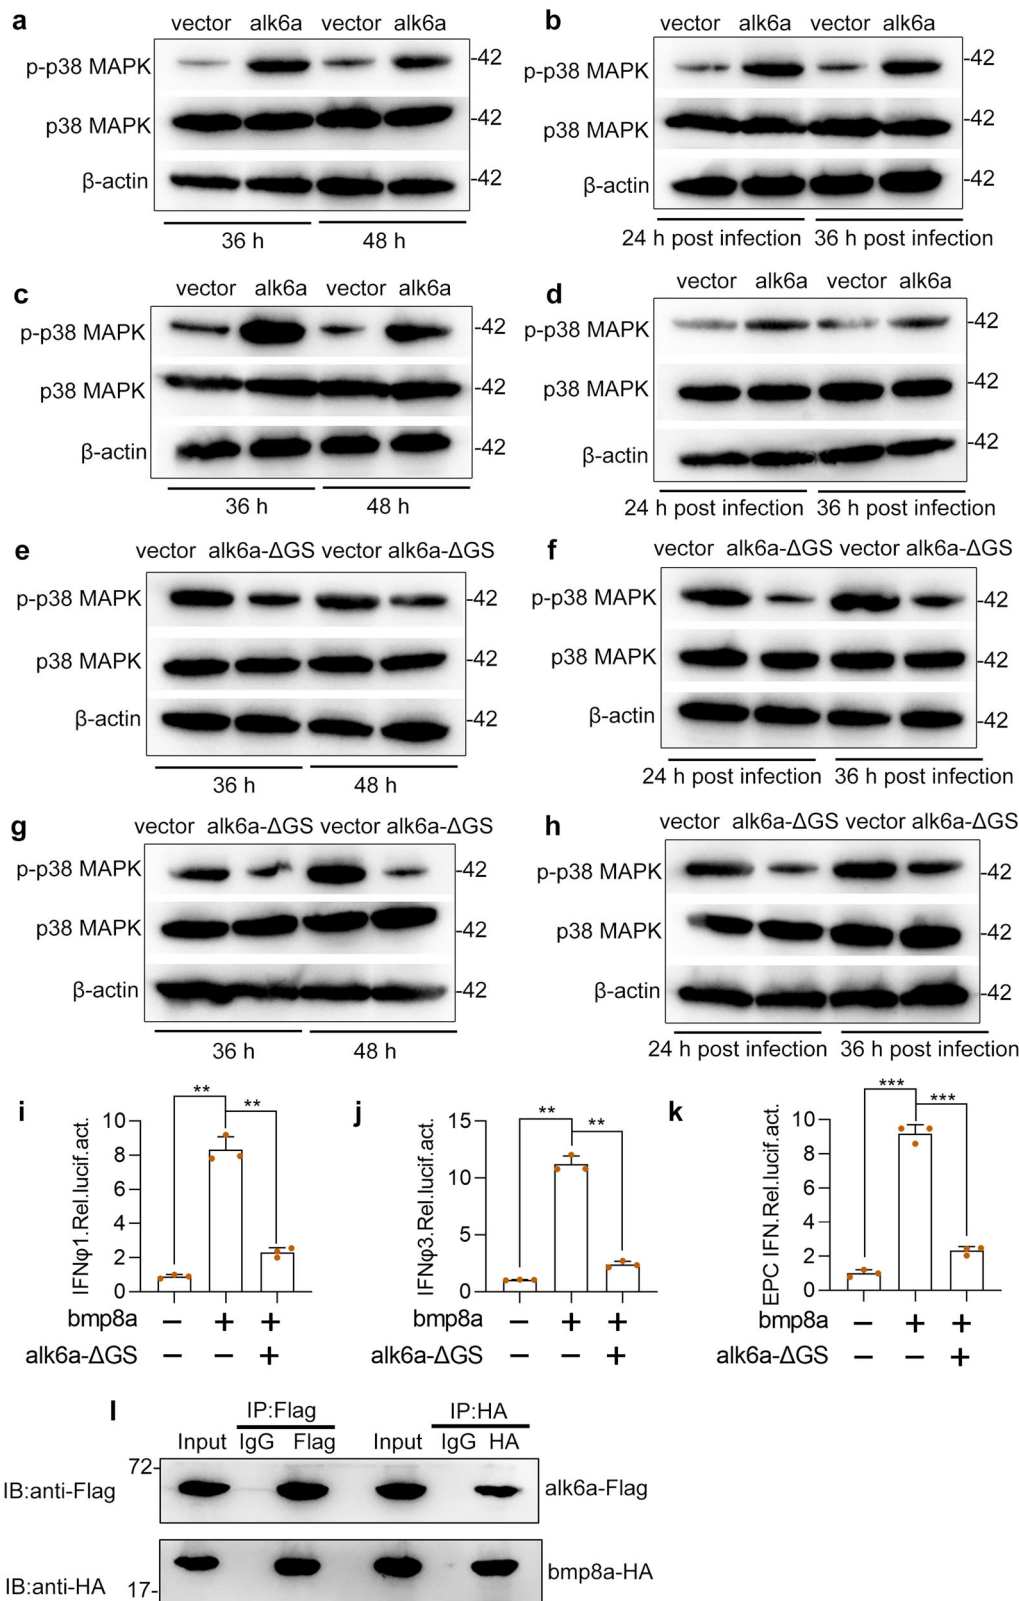 a
vector alk6a vector alk6a
p-p38 MAPK
-42
p38 MAPK
-42
β-actin
-42
36 h
48 h
b
vector alk6a vector alk6a
p-p38 MAPK
-42
p38 MAPK
-42
β-actin
-42
24 h post infection 36 h post infection
c
vector alk6a vector alk6a
p-p38 MAPK
-42
p38 MAPK
-42
β-actin
-42
36 h
48 h
d
vector alk6a vector alk6a
p-p38 MAPK
-42
p38 MAPK
-42
β-actin
-42
24 h post infection 36 h post infection
e
vector alk6a-ΔGS vector alk6a-ΔGS
p-p38 MAPK
-42
p38 MAPK
-42
β-actin
-42
36 h
48 h
f
vector alk6a-ΔGS vector alk6a-ΔGS
p-p38 MAPK
-42
p38 MAPK
-42
β-actin
-42
24 h post infection 36 h post infection
g
vector alk6a-ΔGS vector alk6a-ΔGS
p-p38 MAPK
-42
p38 MAPK
-42
β-actin
-42
36 h
48 h
h
vector alk6a-ΔGS vector alk6a-ΔGS
p-p38 MAPK
-42
p38 MAPK
-42
β-actin
-42
24 h post infection 36 h post infection
i
** **
IFNφ1.Rel.lucif.act.
10
8
6
4
2
0
bmp8a − + +
alk6a-ΔGS − − +
j
** **
IFNφ3.Rel.lucif.act.
15
10
5
0
bmp8a − + +
alk6a-ΔGS − − +
k
*** ***
EPC IFN.Rel.lucif.act.
10
8
6
4
2
0
bmp8a − + +
alk6a-ΔGS − − +
l
IP:Flag IP:HA
Input IgG Flag Input IgG HA
72-
IB:anti-Flag
alk6a-Flag
IB:anti-HA
bmp8a-HA
17-